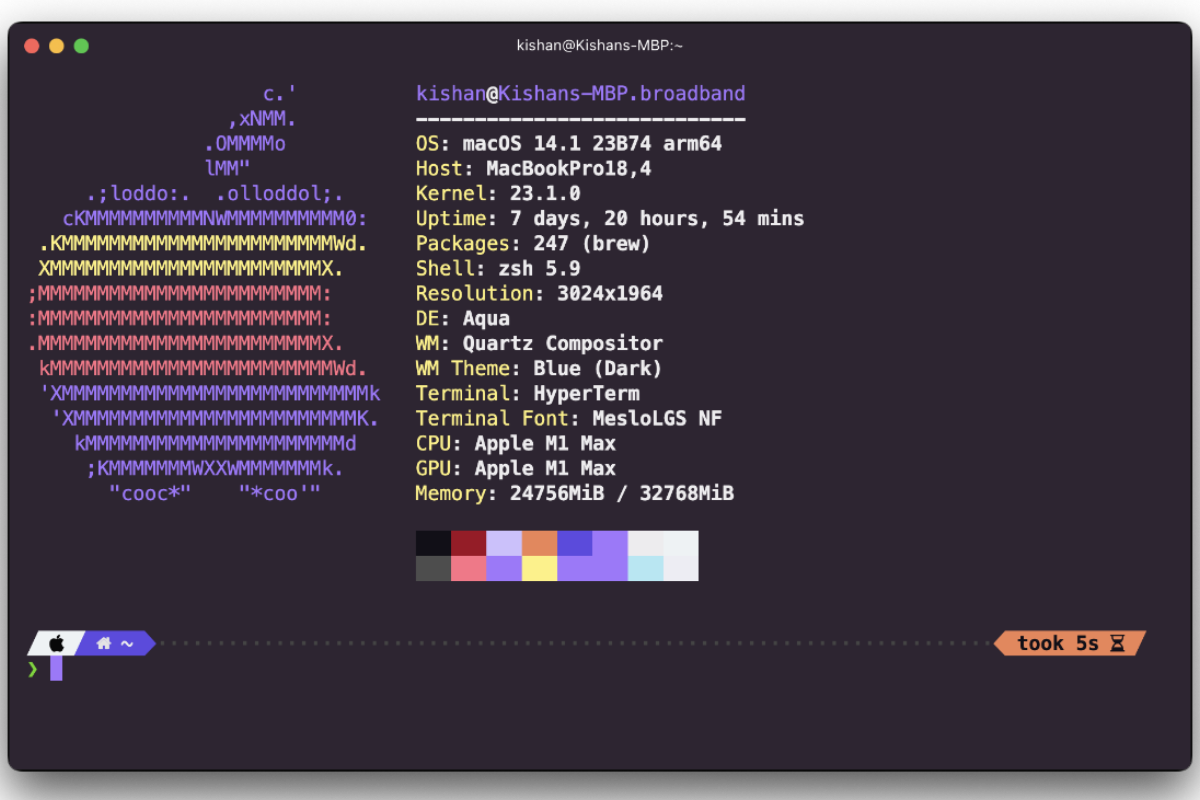 kishan@Kishans-MBP:~
c.'
,xNMM.
.OMMMMo
lMM"
.;loddo:.  .olloddol;.
cKMMMMMMMMMMNWMMMMMMMMMM0:
.KMMMMMMMMMMMMMMMMMMMMMMMWd.
XMMMMMMMMMMMMMMMMMMMMMMMX.
;MMMMMMMMMMMMMMMMMMMMMMMM:
:MMMMMMMMMMMMMMMMMMMMMMMM:
.MMMMMMMMMMMMMMMMMMMMMMMMX.
kMMMMMMMMMMMMMMMMMMMMMMMMWd.
'XMMMMMMMMMMMMMMMMMMMMMMMMMMk
'XMMMMMMMMMMMMMMMMMMMMMMMMK.
kMMMMMMMMMMMMMMMMMMMMMMd
;KMMMMMMMWXXWMMMMMMMk.
"cooc*"    "*coo'"
kishan@Kishans-MBP.broadband
----------------------------
OS: macOS 14.1 23B74 arm64
Host: MacBookPro18,4
Kernel: 23.1.0
Uptime: 7 days, 20 hours, 54 mins
Packages: 247 (brew)
Shell: zsh 5.9
Resolution: 3024x1964
DE: Aqua
WM: Quartz Compositor
WM Theme: Blue (Dark)
Terminal: HyperTerm
Terminal Font: MesloLGS NF
CPU: Apple M1 Max
GPU: Apple M1 Max
Memory: 24756MiB / 32768MiB
~
took 5s
❯